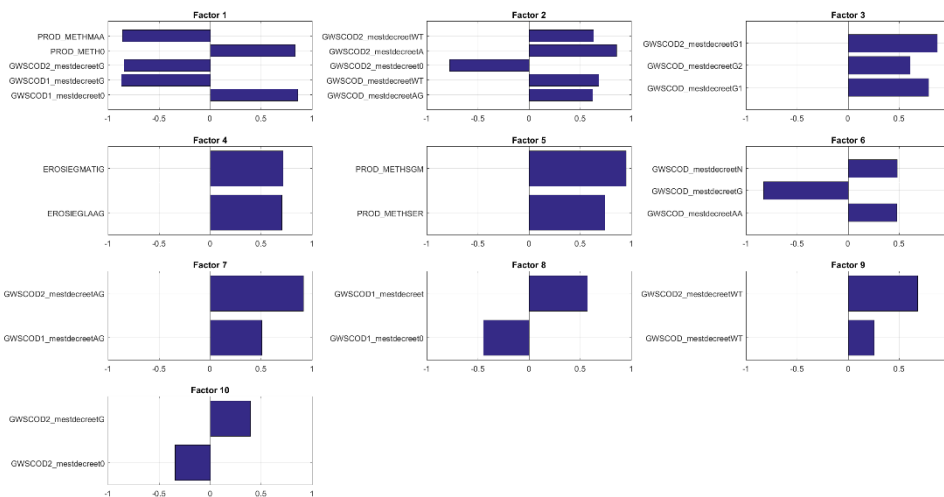 Factor 1
PROD_METHMAA
PROD_METH0
GWSCOD2_mestdecreetG
GWSCOD1_mestdecreetG
GWSCOD1_mestdecreet0
-1 -0.5 0 0.5 1
Factor 2
GWSCOD2_mestdecreetWT
GWSCOD2_mestdecreetA
GWSCOD2_mestdecreet0
GWSCOD_mestdecreetWT
GWSCOD_mestdecreetAG
-1 -0.5 0 0.5 1
Factor 3
GWSCOD2_mestdecreetG1
GWSCOD_mestdecreetG2
GWSCOD_mestdecreetG1
-1 -0.5 0 0.5
Factor 4
EROSIEGMATIG
EROSIEGLAAG
-1 -0.5 0 0.5 1
Factor 5
PROD_METHSGM
PROD_METHSER
-1 -0.5 0 0.5 1
Factor 6
GWSCOD_mestdecreetN
GWSCOD_mestdecreetG
GWSCOD_mestdecreetAA
-1 -0.5 0 0.5
Factor 7
GWSCOD2_mestdecreetAG
GWSCOD1_mestdecreetAG
-1 -0.5 0 0.5 1
Factor 8
GWSCOD1_mestdecreet
GWSCOD1_mestdecreet0
-1 -0.5 0 0.5 1
Factor 9
GWSCOD2_mestdecreetWT
GWSCOD_mestdecreetWT
-1 -0.5 0 0.5
Factor 10
GWSCOD2_mestdecreetG
GWSCOD2_mestdecreet0
-1 -0.5 0 0.5 1